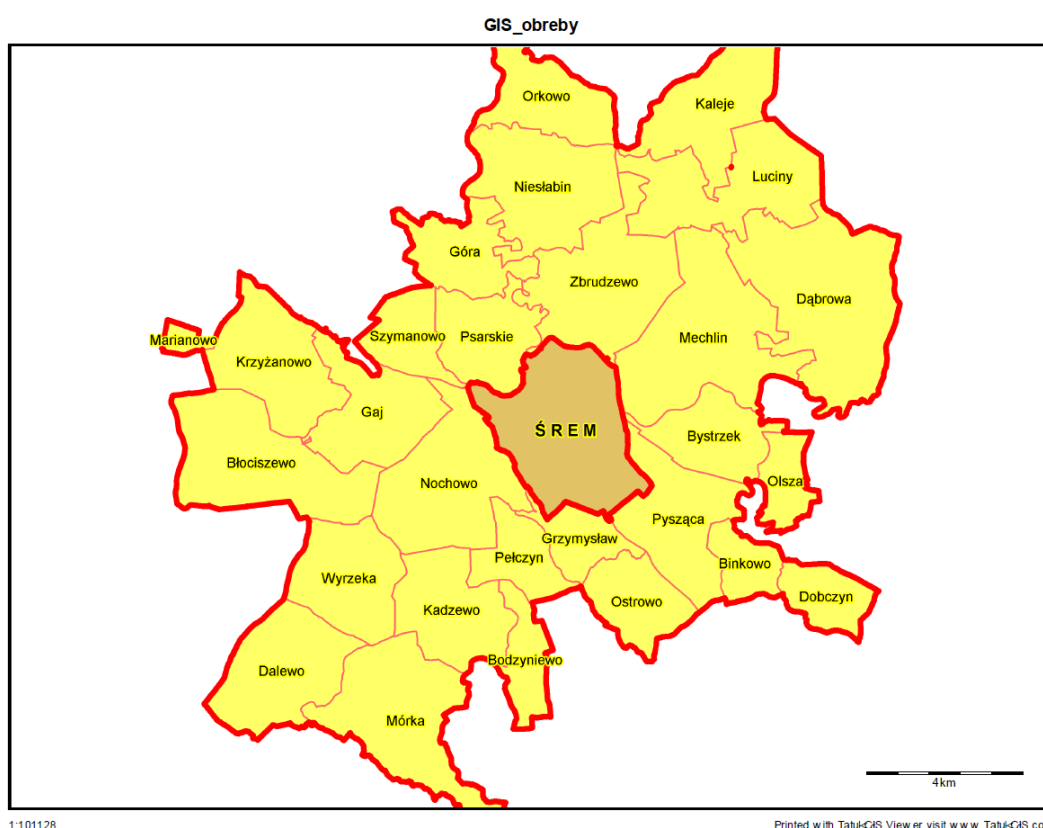 GIS_obreby
Orkowo
Kaleje
Luciny
Niesłabin
Góra
Zbrudzewo
Dąbrowa
Szymanowo
Psarskie
Mechlin
Marianowo
Krzyżanowo
Gaj
ŚREM
Bystrzek
Błociszewo
Nochowo
Olsza
Pysząca
Grzymysław
Pełczyn
Binkowo
Wyrzeka
Kadzewo
Ostrowo
Dobczyn
Bodzyniewo
Dalewo
Mórka
4km
1:101128
Printed with TatukGIS Viewer visit www.TatukGIS.co